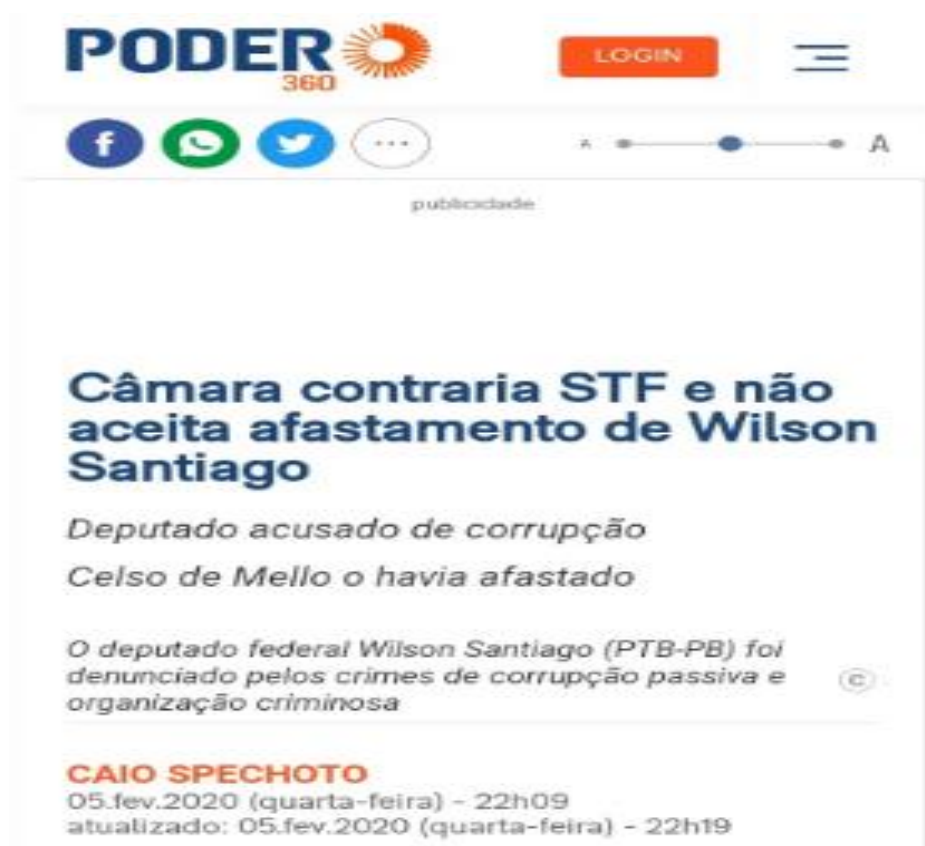 PODER
360
LOGIN
A A
publicidade
Câmara contraria STF e não
aceita afastamento de Wilson
Santiago
Deputado acusado de corrupção
Celso de Mello o havia afastado
O deputado federal Wilson Santiago (PTB-PB) foi
denunciado pelos crimes de corrupção passiva e
organização criminosa
©
CAIO SPECHOTO
05.fev.2020 (quarta-feira) - 22h09
atualizado: 05.fev.2020 (quarta-feira) - 22h19